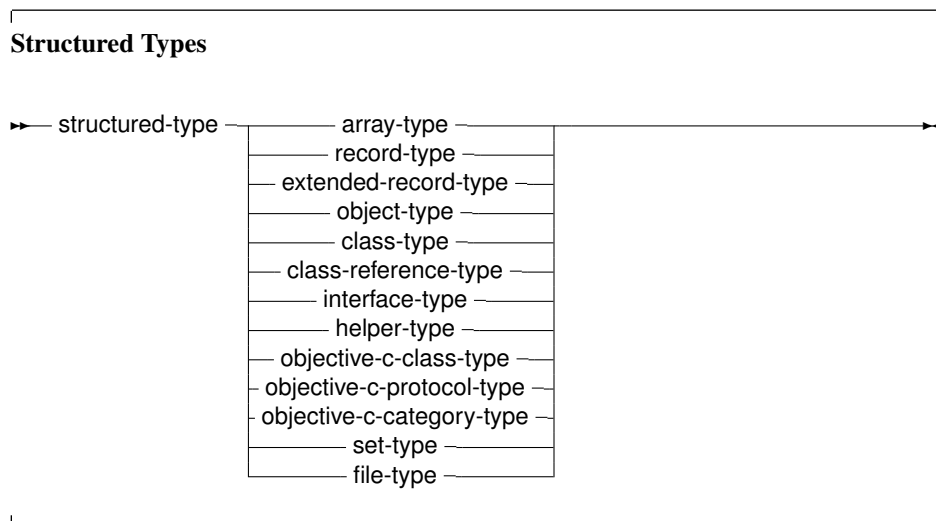 Structured Types
structured-type array-type
record-type
extended-record-type
object-type
class-type
class-reference-type
interface-type
helper-type
objective-c-class-type
objective-c-protocol-type
objective-c-category-type
set-type
file-type